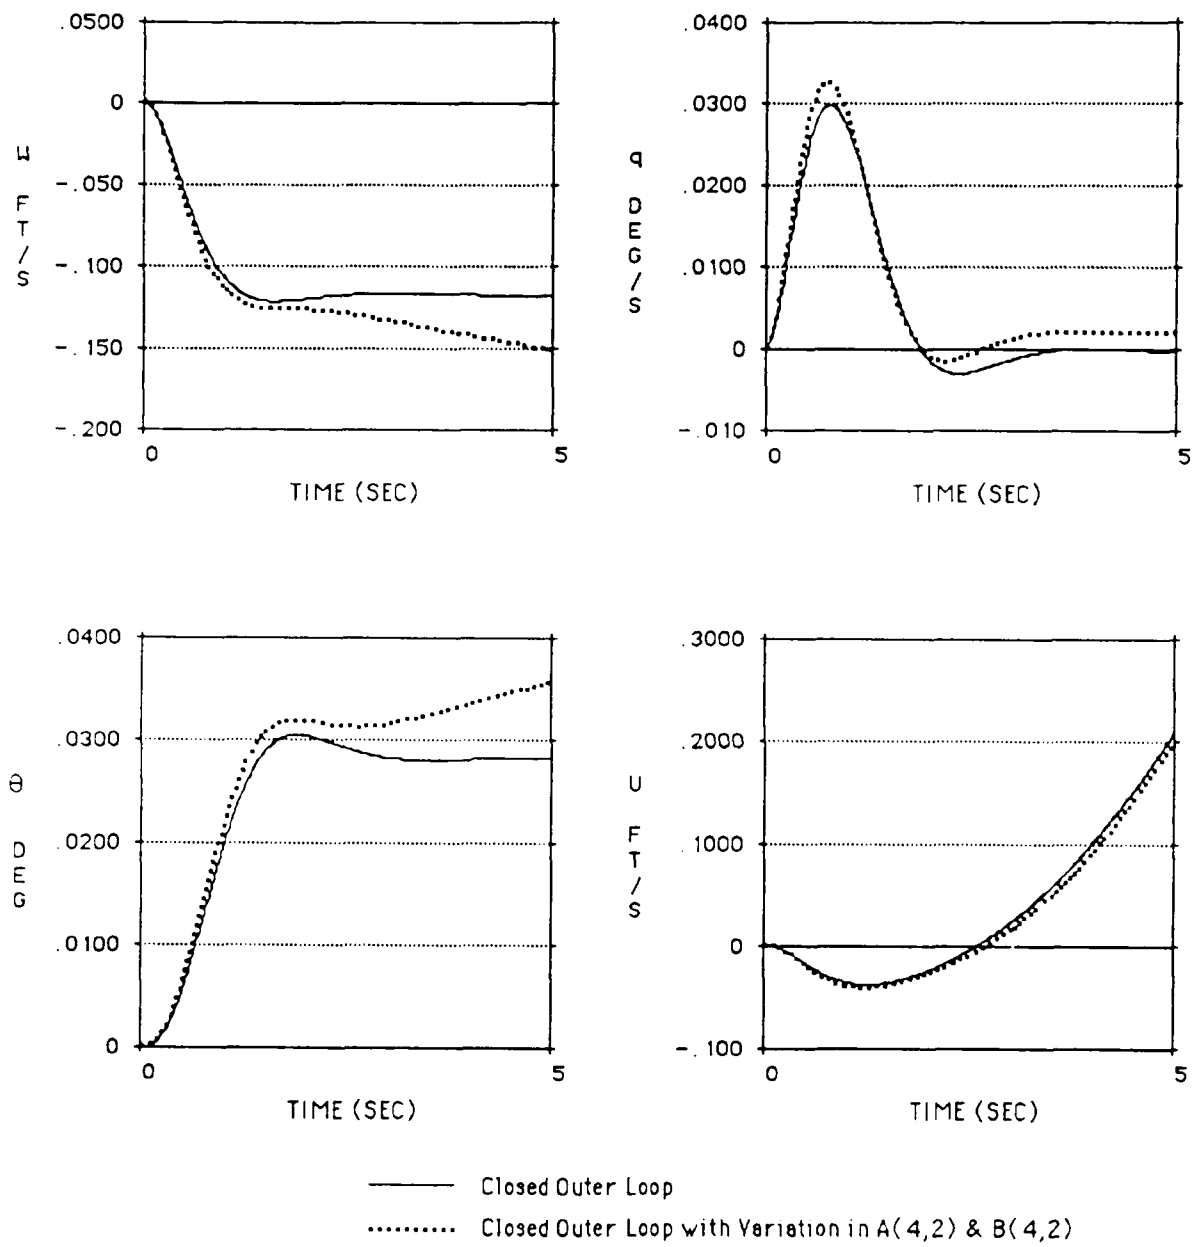 .0500
0
-.050
-.100
-.150
-.200
w FT/S
0 5
TIME (SEC)
.0400
.0300
.0200
.0100
0
-.010
q DEG/S
0 5
TIME (SEC)
.0400
.0300
.0200
.0100
0
θ DEG
0 5
TIME (SEC)
.3000
.2000
.1000
0
-.100
U FT/S
0 5
TIME (SEC)
Closed Outer Loop
Closed Outer Loop with Variation in A(4,2) & B(4,2)